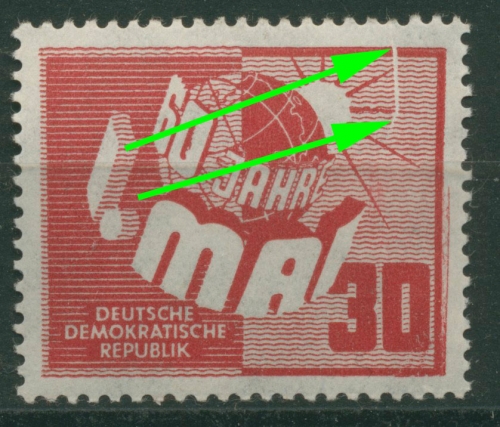 60 JAHRE
1. MAI
30
DEUTSCHE
DEMOKRATISCHE
REPUBLIK